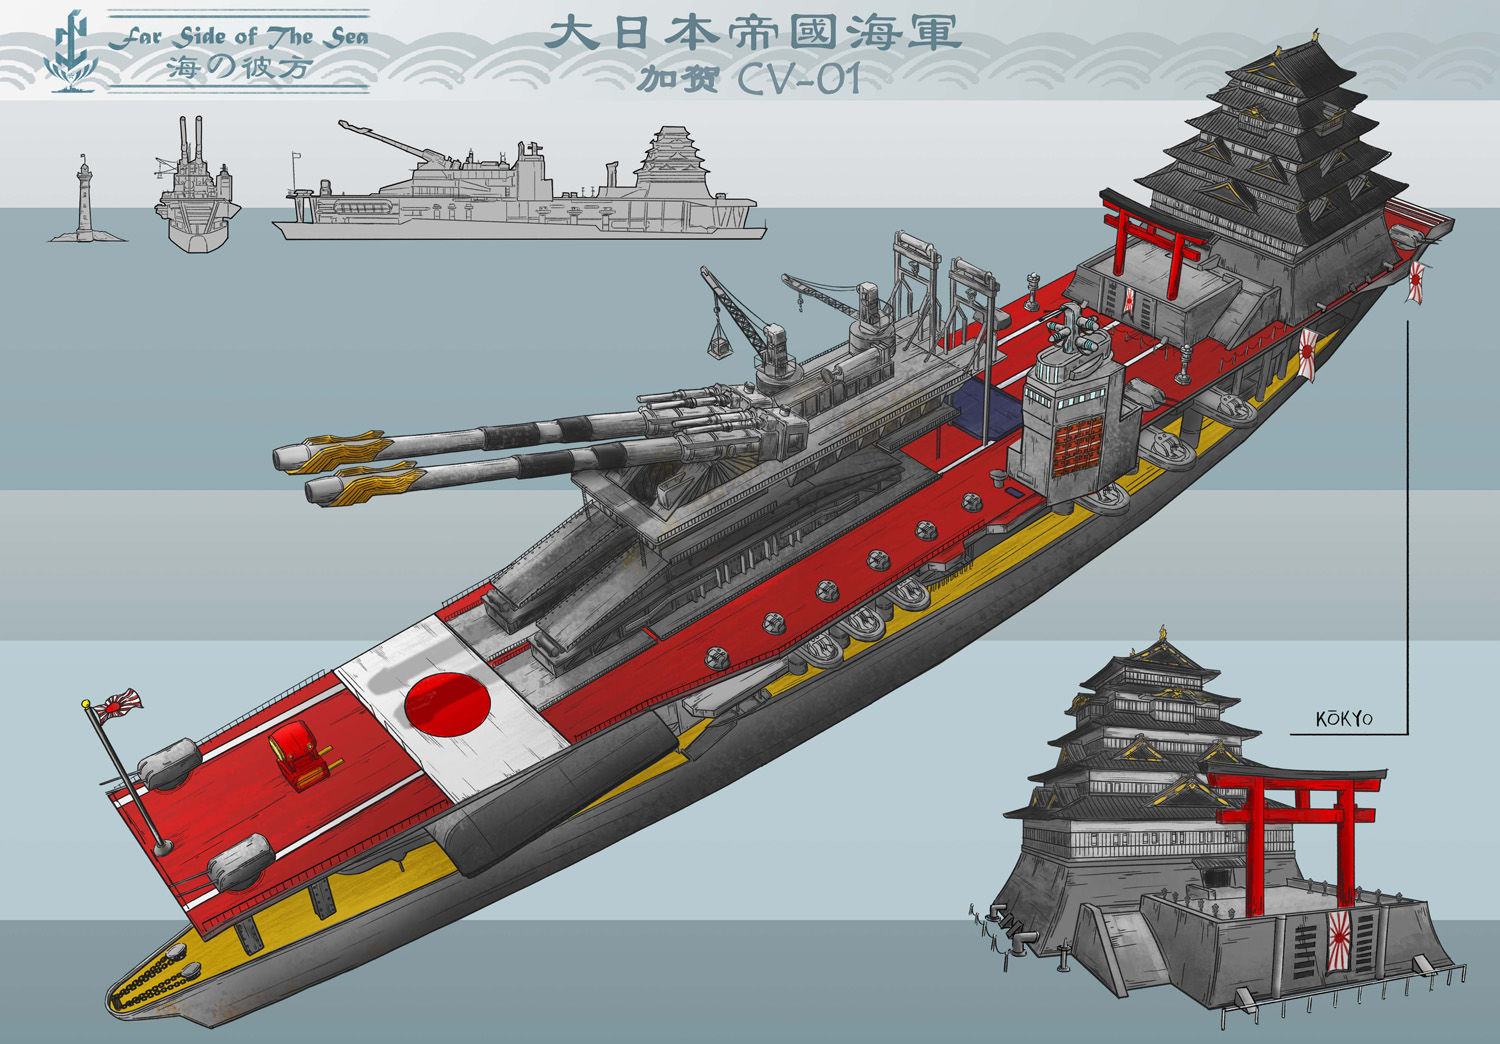 Far Side of The Sea
海の彼方
大日本帝國海軍
加贺 CV-01
KŌKYO